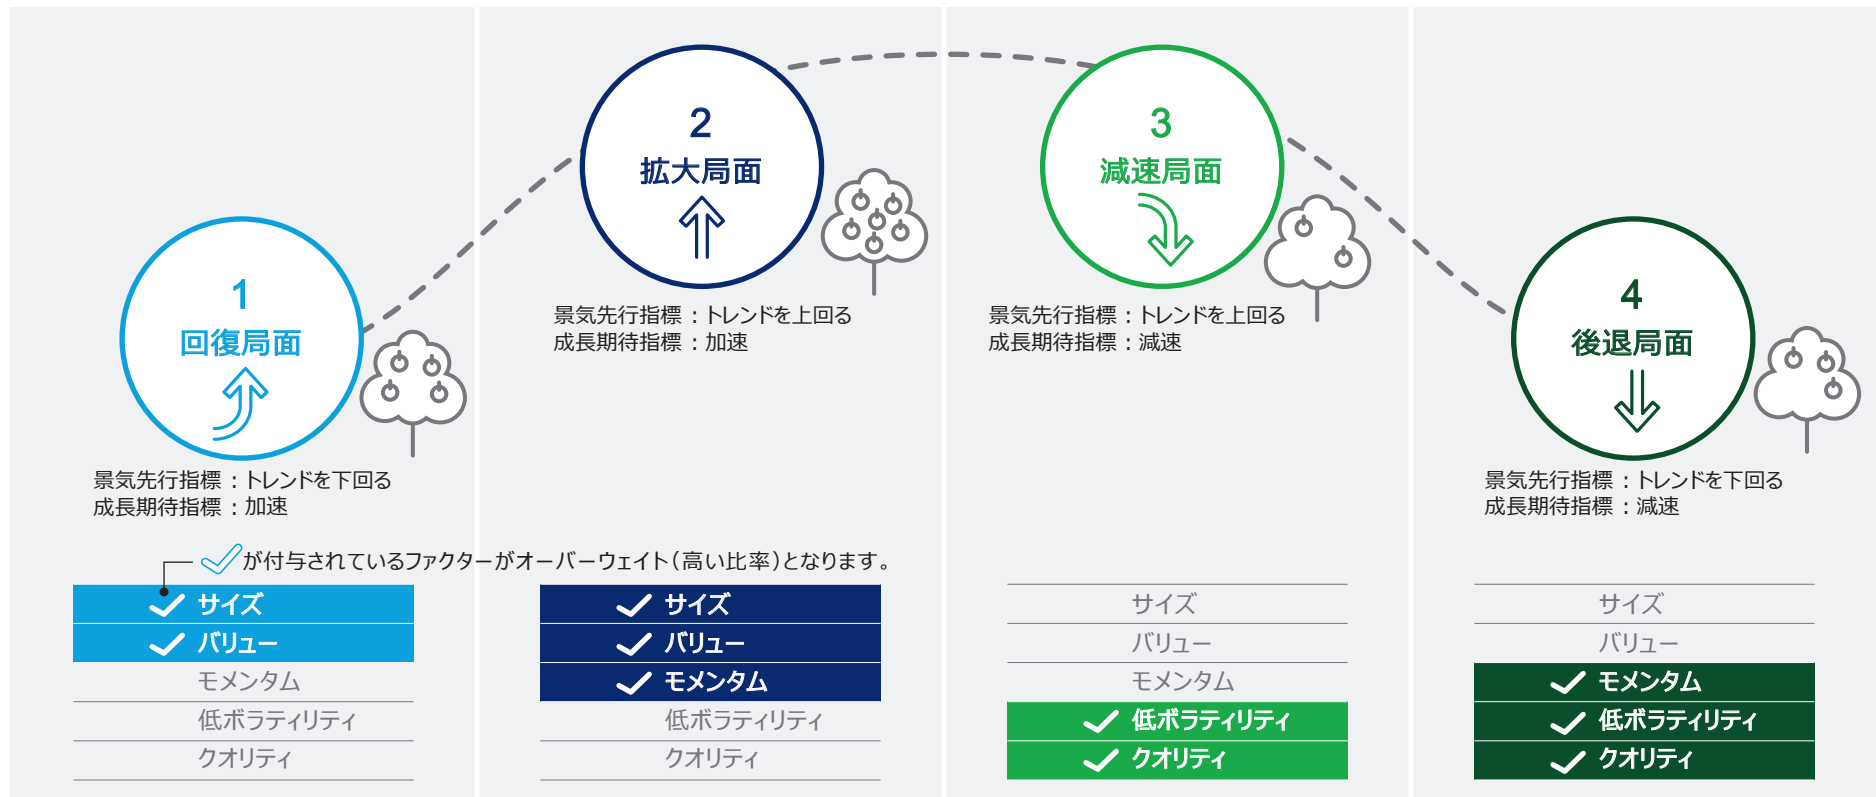 1
回復局面
景気先行指標：トレンドを下回る
成長期待指標：加速
2
拡大局面
景気先行指標：トレンドを上回る
成長期待指標：加速
3
減速局面
景気先行指標：トレンドを上回る
成長期待指標：減速
4
後退局面
景気先行指標：トレンドを下回る
成長期待指標：減速
が付与されているファクターがオーバーウェイト（高い比率）となります。
サイズ
バリュー
モメンタム
低ボラティリティ
クオリティ
サイズ
バリュー
モメンタム
低ボラティリティ
クオリティ
サイズ
バリュー
モメンタム
低ボラティリティ
クオリティ
サイズ
バリュー
モメンタム
低ボラティリティ
クオリティ